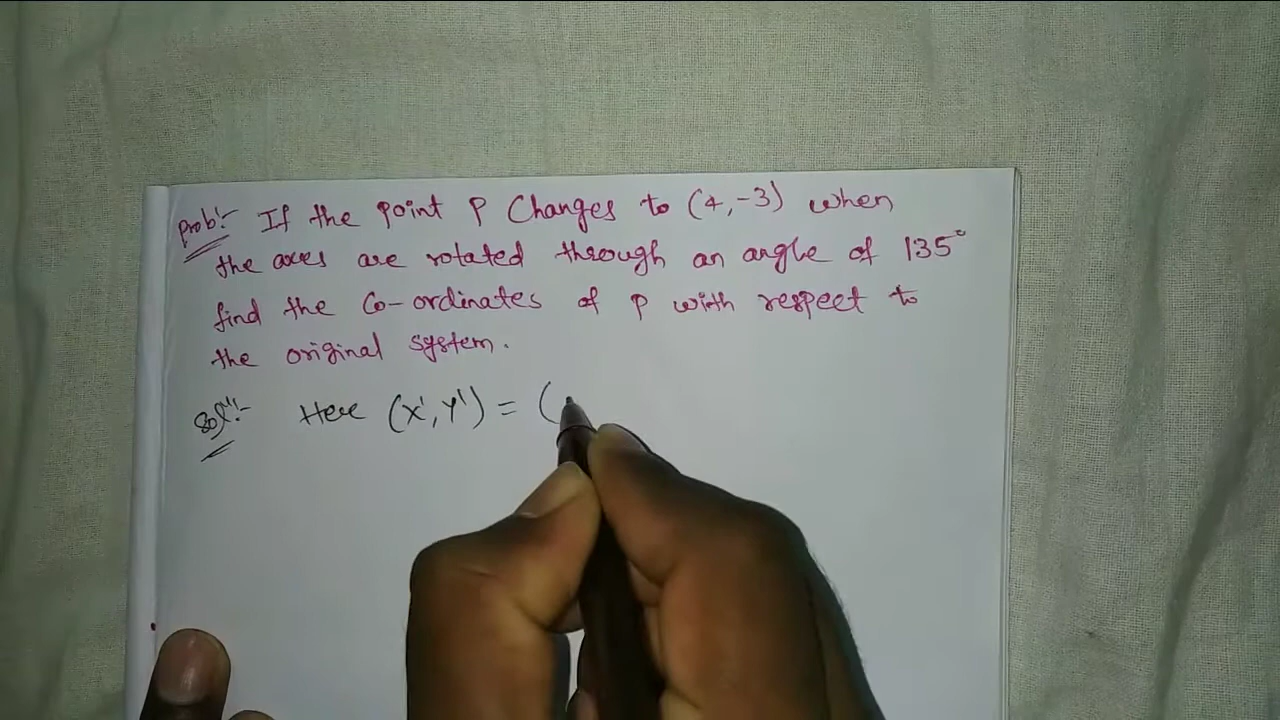 prob:- If the point P Changes to (4,-3) when
the axes are rotated through an angle of 135°
find the Co-ordinates of P with respect to
the original system.
Solⁿ:- Here (X',Y') = (